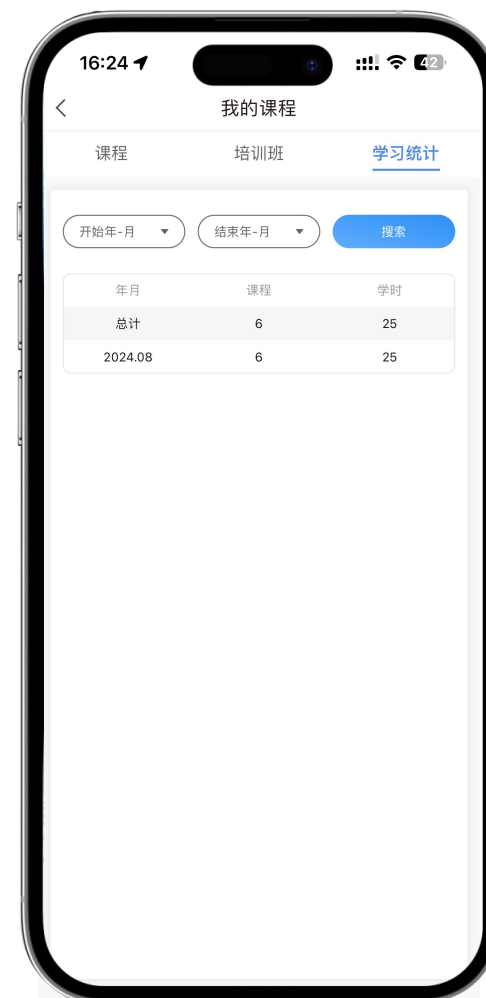 16:24
42
我的课程
课程 培训班 学习统计
开始年-月 结束年-月 搜索
年月 课程 学时
总计 6 25
2024.08 6 25